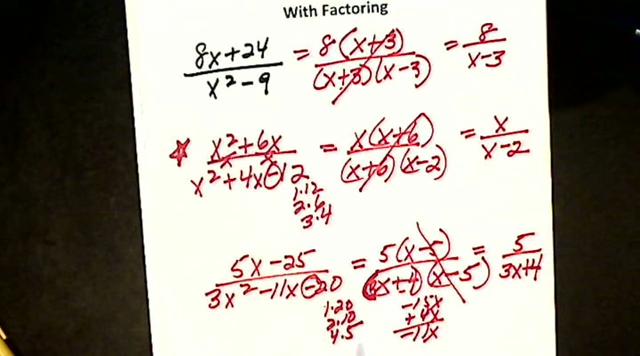 With Factoring
8x+24 / x²-9 = 8(x+3) / (x+3)(x-3) = 8 / x-3
* x²+6x / x²+4x-12 = x(x+6) / (x+6)(x-2) = x / x-2
1·12
2·6
3·4
5x-25 / 3x²-11x-20 = 5(x-5) / (3x+4)(x-5) = 5 / 3x+4
1·20
2·10
4·5
-15x
+4x
-11x